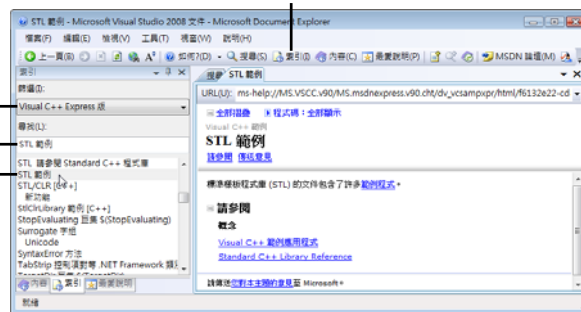 STL 範例 - Microsoft Visual Studio 2008 文件 - Microsoft Document Explorer
檔案(F) 編輯(E) 檢視(V) 工具(T) 視窗(W) 說明(H)
上一頁(B) 如何(D) 搜尋(S) 索引(I) 內容(C) 最愛說明(P) MSDN 論壇(M)
索引
篩選(D):
Visual C++ Express 版
尋找(L):
STL 範例
STL 請參閱 Standard C++ 程式庫
STL 範例
STL/CLR [C++]
新功能
StlClrLibrary 範例 [C++]
StopEvaluating 巨集 $(StopEvaluating)
Surrogate 字組
Unicode
SyntaxError 方法
TabStrip 控制項對等 .NET Framework
內容 索引 最愛說明
搜尋 STL 範例
URL(U): ms-help://MS.VSCC.v90/MS.msdnexpress.v90.cht/dv_vcsampxpr/html/f6132e22-cd
全部摺疊 程式碼：全部顯示
Visual C++ 範例
STL 範例
請參閱 傳送意見
標準樣板程式庫 (STL) 的文件包含了許多範例程式。
請參閱
概念
Visual C++ 範例應用程式
Standard C++ Library Reference
請傳送您對本主題的意見至 Microsoft。
就緒